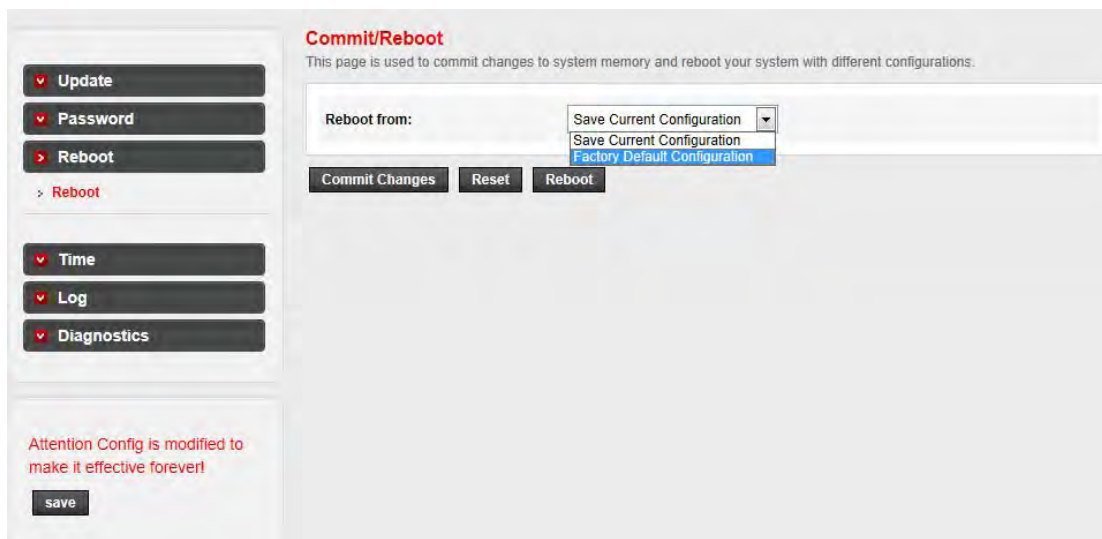 Update
Password
Reboot
Reboot
Time
Log
Diagnostics
Attention Config is modified to
make it effective forever!
save
Commit/Reboot
This page is used to commit changes to system memory and reboot your system with different configurations.
Reboot from: Save Current Configuration
Save Current Configuration
Factory Default Configuration
Commit Changes Reset Reboot